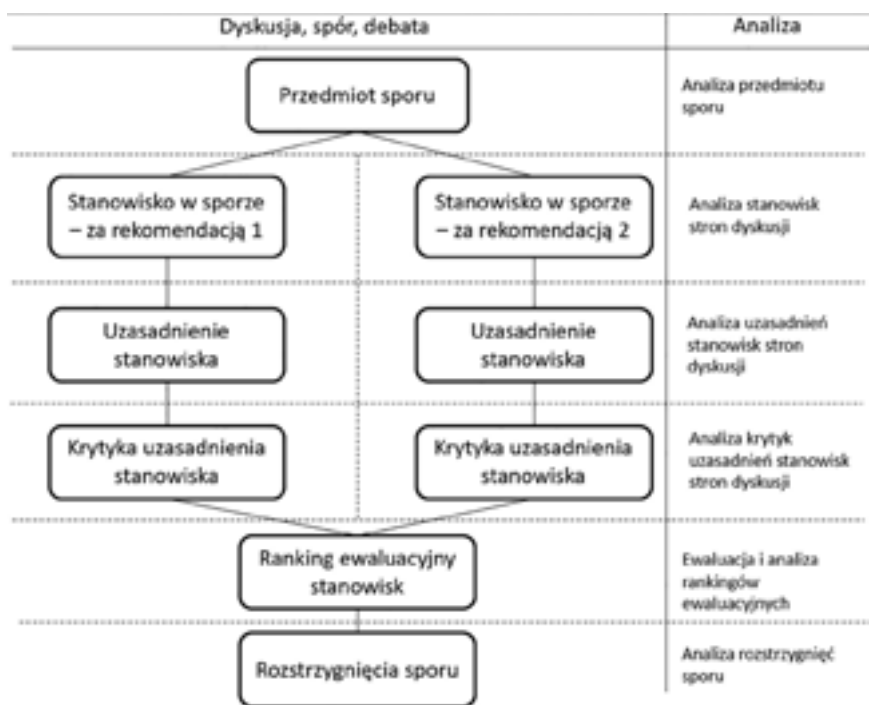 Dyskusja, spór, debata
Analiza
Przedmiot sporu
Analiza przedmiotu
sporu
Stanowisko w sporze
– za rekomendacją 1
Stanowisko w sporze
– za rekomendacją 2
Analiza stanowisk
stron dyskusji
Uzasadnienie
stanowiska
Uzasadnienie
stanowiska
Analiza uzasadnień
stanowisk stron
dyskusji
Krytyka uzasadnienia
stanowiska
Krytyka uzasadnienia
stanowiska
Analiza krytyk
uzasadnień stanowisk
stron dyskusji
Ranking ewaluacyjny
stanowisk
Ewaluacja i analiza
rankingów
ewaluacyjnych
Rozstrzygnięcia sporu
Analiza rozstrzygnięć
sporu